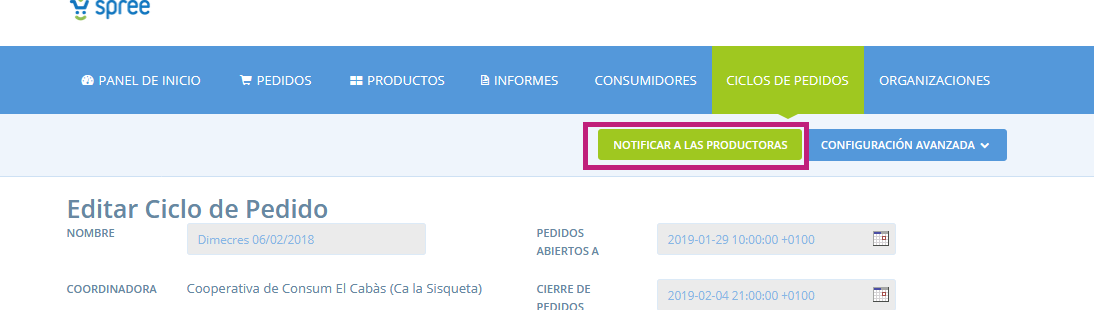 spree
PANEL DE INICIO PEDIDOS PRODUCTOS INFORMES CONSUMIDORES CICLOS DE PEDIDOS ORGANIZACIONES
NOTIFICAR A LAS PRODUCTORAS CONFIGURACIÓN AVANZADA
Editar Ciclo de Pedido
NOMBRE Dimecres 06/02/2018
PEDIDOS ABIERTOS A 2019-01-29 10:00:00 +0100
COORDINADORA Cooperativa de Consum El Cabàs (Ca la Sisqueta)
CIERRE DE PEDIDOS 2019-02-04 21:00:00 +0100